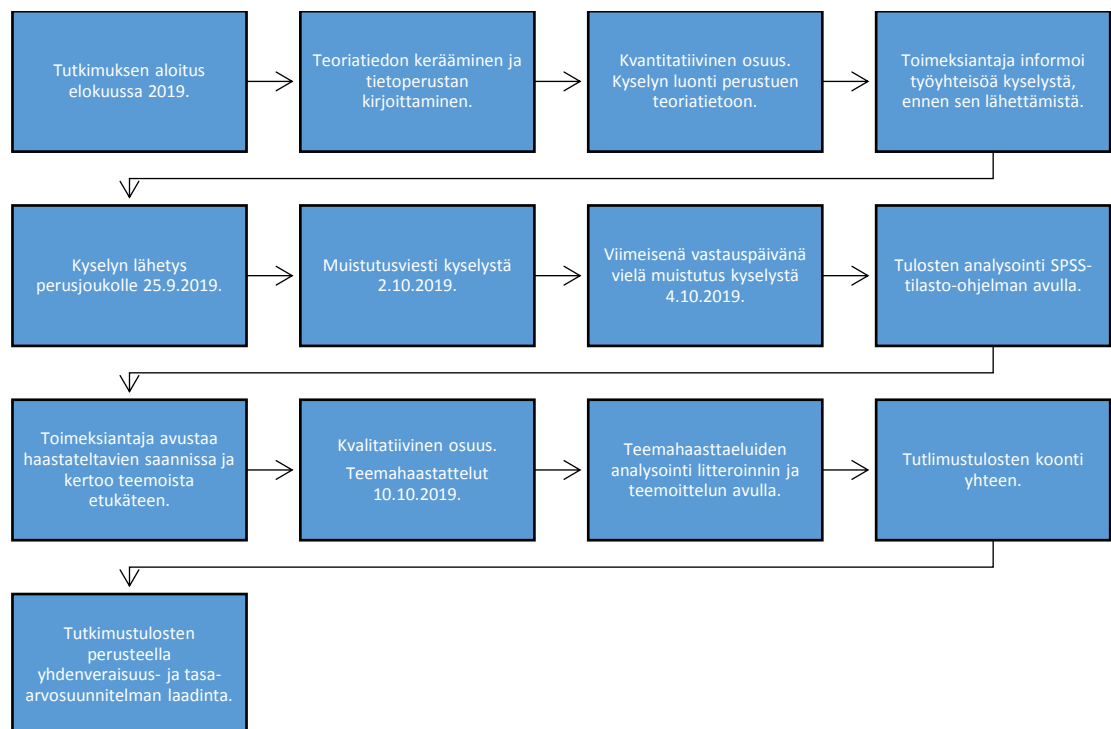 Tutkimuksen aloitus
elokuussa 2019.
Teoriatiedon kerääminen ja
tietoperustan
kirjoittaminen.
Kvantitatiivinen osuus.
Kyselyn luonti perustuen
teoriatietoon.
Toimeksiantaja informoi
työyhteisöä kyselystä,
ennen sen lähettämistä.
Kyselyn lähetys
perusjoukolle 25.9.2019.
Muistutusviesti kyselystä
2.10.2019.
Viimeisenä vastauspäivänä
vielä muistutus kyselystä
4.10.2019.
Tulosten analysointi SPSS-
tilasto-ohjelman avulla.
Toimeksiantaja avustaa
haastateltavien saannissa ja
kertoo teemoista
etukäteen.
Kvalitatiivinen osuus.
Teemahaastattelut
10.10.2019.
Teemahaasttaeluiden
analysointi litteroinnin ja
teemoittelun avulla.
Tutlimustulosten koonti
yhteen.
Tutkimustulosten
perusteella
yhdenveraisuus- ja tasa-
arvosuunnitelman laadinta.